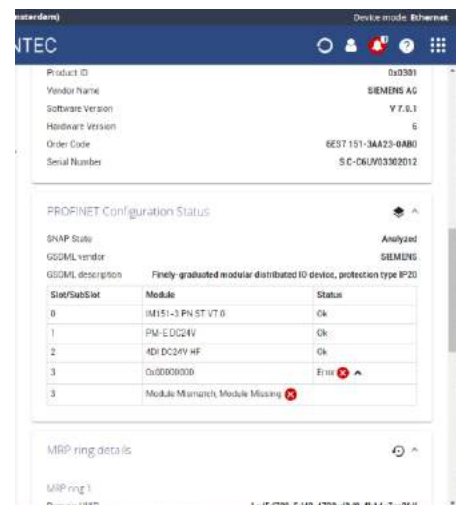 nsterdam)
Device mode: Ethernet
NTEC
Product ID 0x0301
Vendor Name SIEMENS AG
Software Version V 7.0.1
Hardware Version 6
Order Code 6ES7 151-3AA23-0AB0
Serial Number S C-C6UV03302012
PROFINET Configuration Status
SNAP State Analyzed
GSDML vendor SIEMENS
GSDML description Finely-graduated modular distributed IO device, protection type IP20
Slot/SubSlot Module Status
0 IM151-3 PN ST V7.0 Ok
1 PM-E DC24V Ok
2 4DI DC24V HF Ok
3 0x00000000 Error
3 Module Mismatch, Module Missing
MRP ring details
MRP ring 1